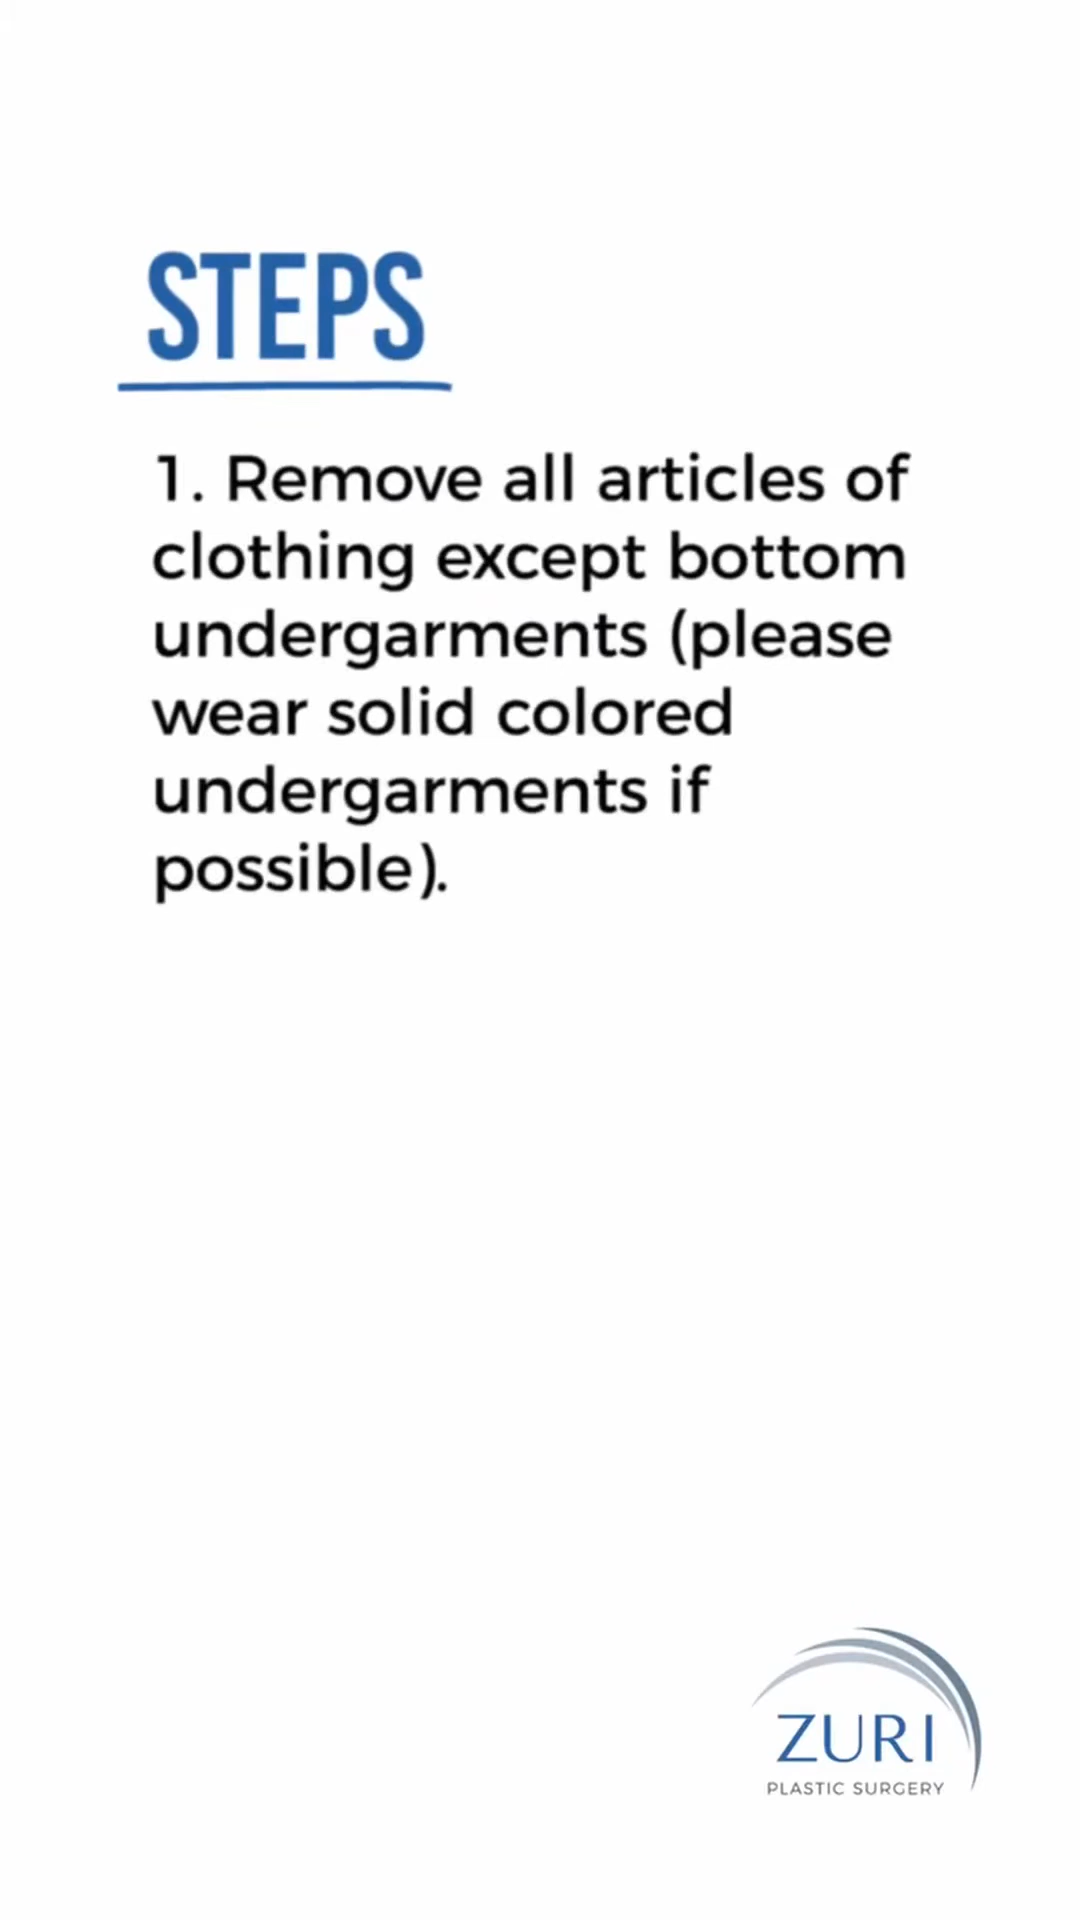 STEPS
1. Remove all articles of
clothing except bottom
undergarments (please
wear solid colored
undergarments if
possible).
ZURI
PLASTIC SURGERY